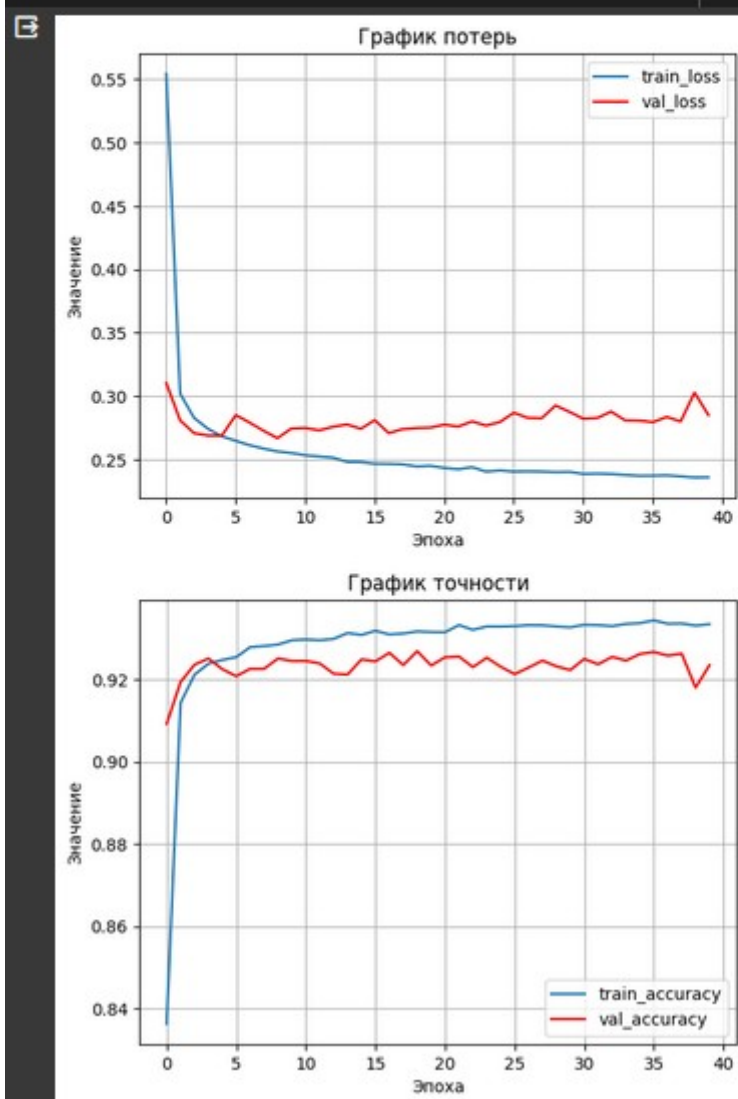 График потерь
train_loss
val_loss
0.55
0.50
0.45
0.40
0.35
0.30
0.25
Значение
0 5 10 15 20 25 30 35 40
Эпоха
График точности
0.92
0.90
0.88
0.86
0.84
Значение
train_accuracy
val_accuracy
0 5 10 15 20 25 30 35 40
Эпоха